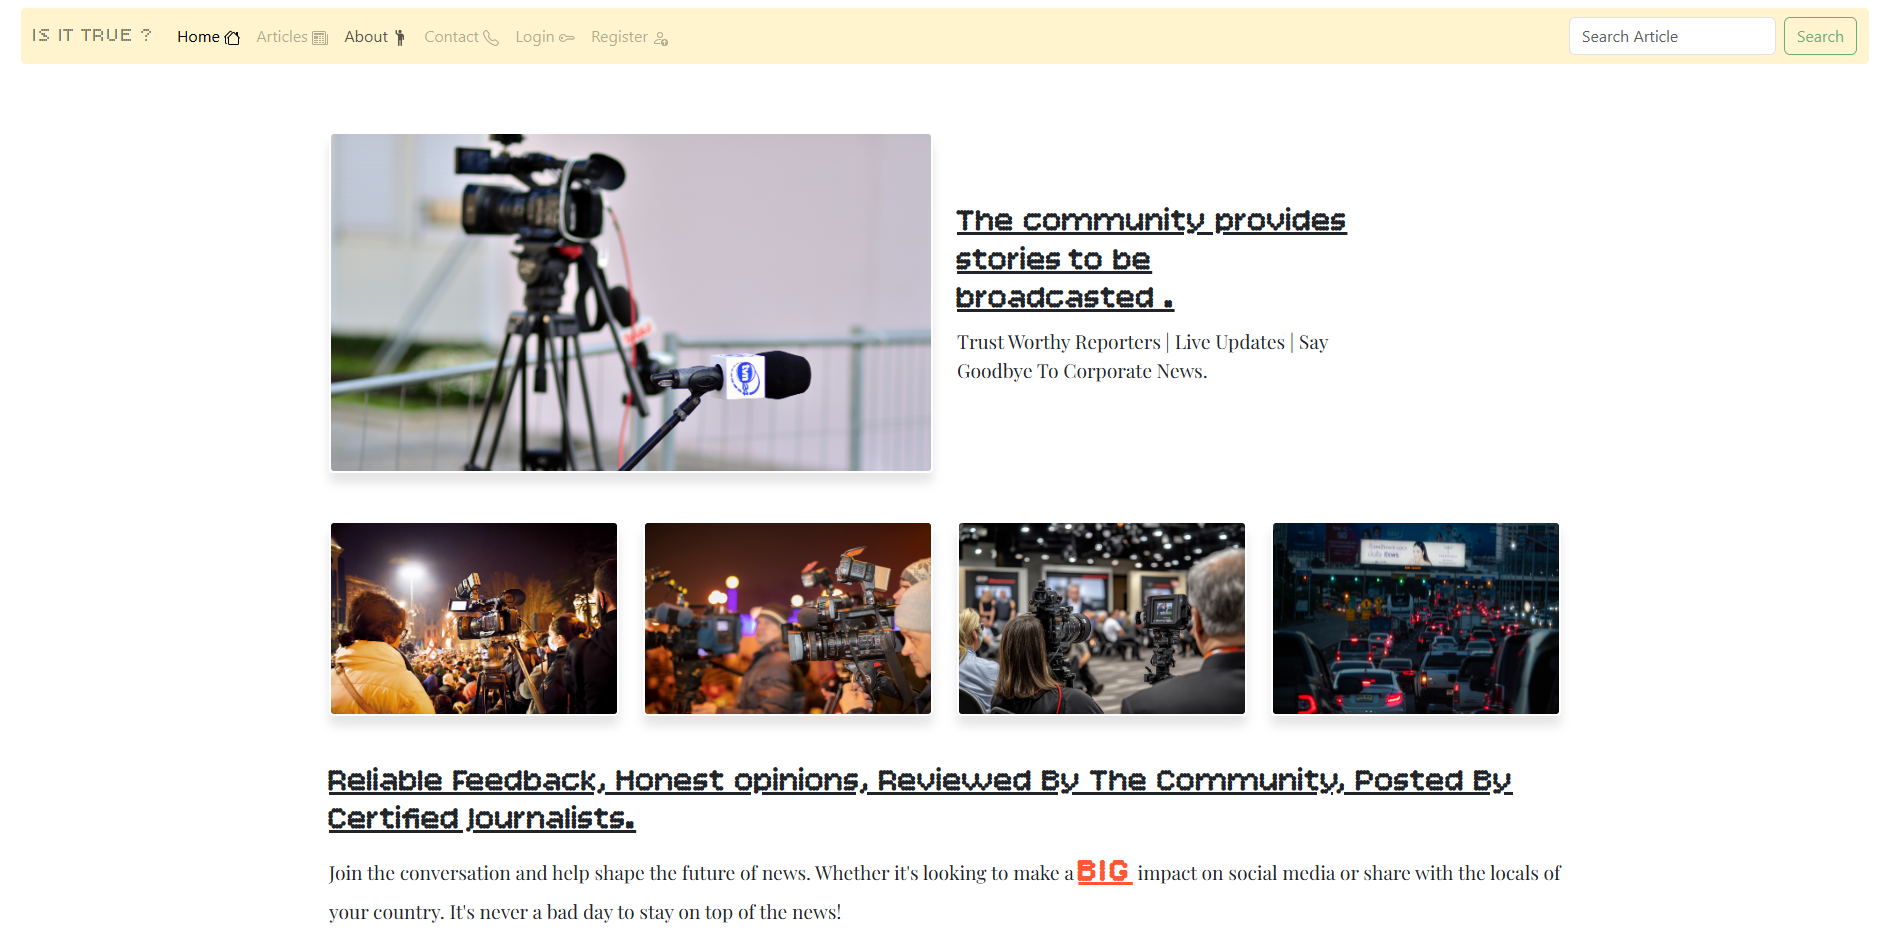 IS IT TRUE ? Home Articles About Contact Login Register Search Article Search
The community provides
stories to be
broadcasted .
Trust Worthy Reporters | Live Updates | Say
Goodbye To Corporate News.
Reliable Feedback, Honest opinions, Reviewed By The Community, Posted By
Certified Journalists.
Join the conversation and help shape the future of news. Whether it's looking to make a BIG impact on social media or share with the locals of
your country. It's never a bad day to stay on top of the news!